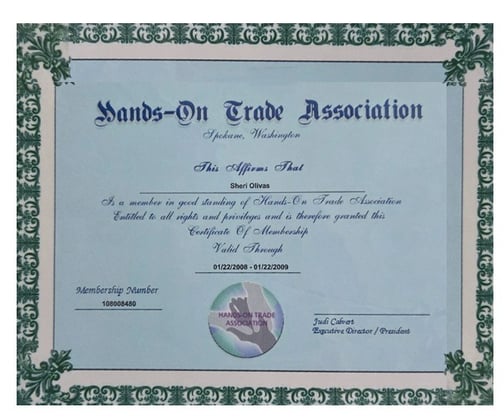 Hands-On Trade Association
Spokane, Washington
This Affirms That
Sheri Olivas
Is a member in good standing of Hands-On Trade Association
Entitled to all rights and privileges and is therefore granted this
Certificate Of Membership
Valid Through
01/22/2008 - 01/22/2009
Membership Number
108008480
HANDS-ON TRADE
ASSOCIATION
Judi Calvert
Executive Director / President